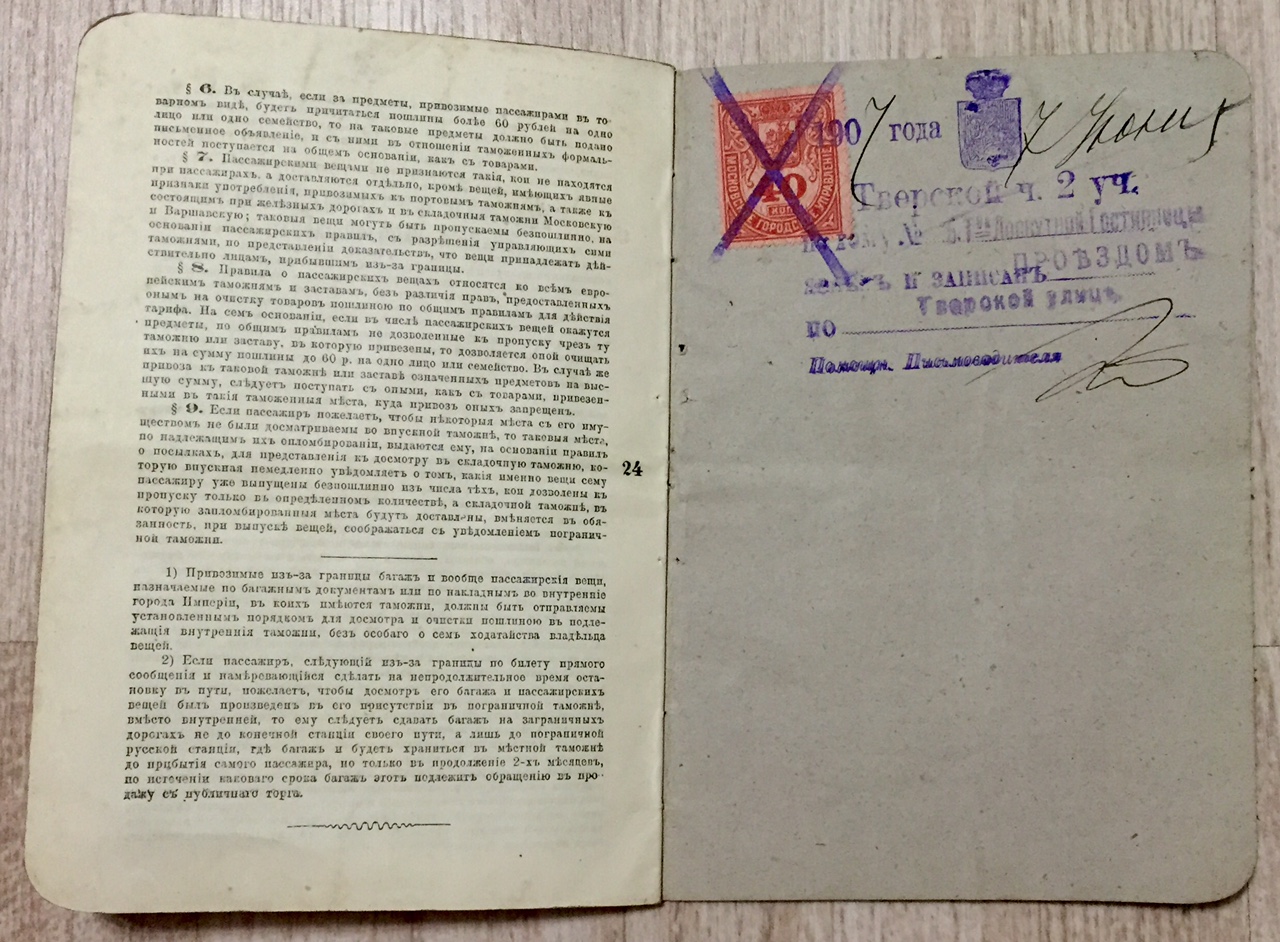 § 6. Въ случаѣ, если за предметы, привозимые пассажирами въ то-
варномъ видѣ, будетъ причитаться пошлины болѣе 60 рублей на одно
лицо или одно семейство, то на таковые предметы должно быть подано
письменное объявленіе, и съ ними въ отношеніи таможенныхъ формаль-
ностей поступается на общемъ основаніи, какъ съ товарами.
§ 7. Пассажирскими вещами не признаются такія, кои не находятся
при пассажирахъ, а доставляются отдѣльно, кромѣ вещей, имѣющихъ явные
признаки употребленія, привозимыхъ къ портовымъ таможнямъ, а также къ
состоящимъ при желѣзныхъ дорогахъ и въ складочныя таможни Московскую
и Варшавскую; таковыя вещи могутъ быть пропускаемы безпошлинно, на
основаніи пассажирскихъ правилъ, съ разрѣшенія управляющихъ сими
таможнями, по представленіи доказательствъ, что вещи принадлежатъ дѣй-
ствительно лицамъ, прибывшимъ изъ-за границы.
§ 8. Правила о пассажирскихъ вещахъ относятся ко всѣмъ евро-
пейскимъ таможнямъ и заставамъ, безъ различія правъ, предоставленныхъ
онымъ на очистку товаровъ пошлиною по общимъ правиламъ для дѣйствія
тарифа. На семъ основаніи, если въ числѣ пассажирскихъ вещей окажутся
предметы, по общимъ правиламъ не дозволенные къ пропуску чрезъ ту
таможню или заставу, въ которую привезены, то дозволяется оной очищать
ихъ на сумму пошлины до 60 р. на одно лицо или семейство. Въ случаѣ же
привоза къ таковой таможнѣ или заставѣ означенныхъ предметовъ на выс-
шую сумму, слѣдуетъ поступать съ оными, какъ съ товарами, привезен-
ными въ такія таможенныя мѣста, куда привозъ оныхъ запрещенъ.
§ 9. Если пассажиръ пожелаетъ, чтобы нѣкоторыя мѣста съ его иму-
ществомъ не были досматриваемы во впускной таможнѣ, то таковыя мѣста,
по надлежащимъ ихъ опломбированіи, выдаются ему, на основаніи правилъ
о посылкахъ, для представленія къ досмотру въ складочную таможню, ко-
торую впускная немедленно увѣдомляетъ о томъ, какія именно вещи сему
пассажиру уже выпущены безпошлинно изъ числа тѣхъ, кои дозволены къ
пропуску только въ опредѣленномъ количествѣ, а складочной таможнѣ, въ
которую запломбированныя мѣста будутъ доставлены, вмѣняется въ обя-
занность, при выпускѣ вещей, соображаться съ увѣдомленіемъ погранич-
ной таможни.
1) Привозимые изъ-за границы багажъ и вообще пассажирскія вещи,
назначаемые по багажнымъ документамъ или по накладнымъ во внутренніе
города Имперіи, въ коихъ имѣются таможни, должны быть отправляемы
установленнымъ порядкомъ для досмотра и очистки пошлиною въ подле-
жащія внутреннія таможни, безъ особаго о семъ ходатайства владѣльца
вещей.
2) Если пассажиръ, слѣдующій изъ-за границы по билету прямого
сообщенія и намѣревающійся сдѣлать на непродолжительное время оста-
новку въ пути, пожелаетъ, чтобы досмотръ его багажа и пассажирскихъ
вещей былъ произведенъ въ его присутствіи въ пограничной таможнѣ,
вмѣсто внутренней, то ему слѣдуетъ сдавать багажъ на заграничныхъ
дорогахъ не до конечной станціи своего пути, а лишь до пограничной
русской станціи, гдѣ багажъ и будетъ храниться въ мѣстной таможнѣ
до прибытія самого пассажира, но только въ продолженіе 2-хъ мѣсяцевъ,
по истеченіи каковаго срока багажъ этотъ подлежитъ обращенію въ про-
дажу съ публичнаго торга.
24
МОСКОВСКОЕ ГОРОДСКОЕ УПРАВЛЕНІЕ
40
КОП
1907 года 7 Іюня
Тверской ч. 2 уч.
дому № Лоскутной Гостинницы
ПРОѢЗДОМЪ
и записанъ
Тверской улицѣ
по
Помощн. Письмоводителя